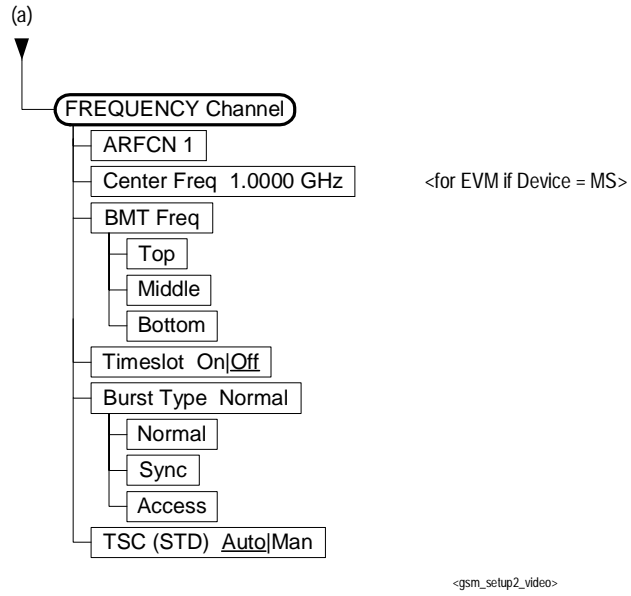 (a)
FREQUENCY Channel
ARFCN 1
Center Freq 1.0000 GHz <for EVM if Device = MS>
BMT Freq
Top
Middle
Bottom
Timeslot On|Off
Burst Type Normal
Normal
Sync
Access
TSC (STD) Auto|Man
<gsm_setup2_video>